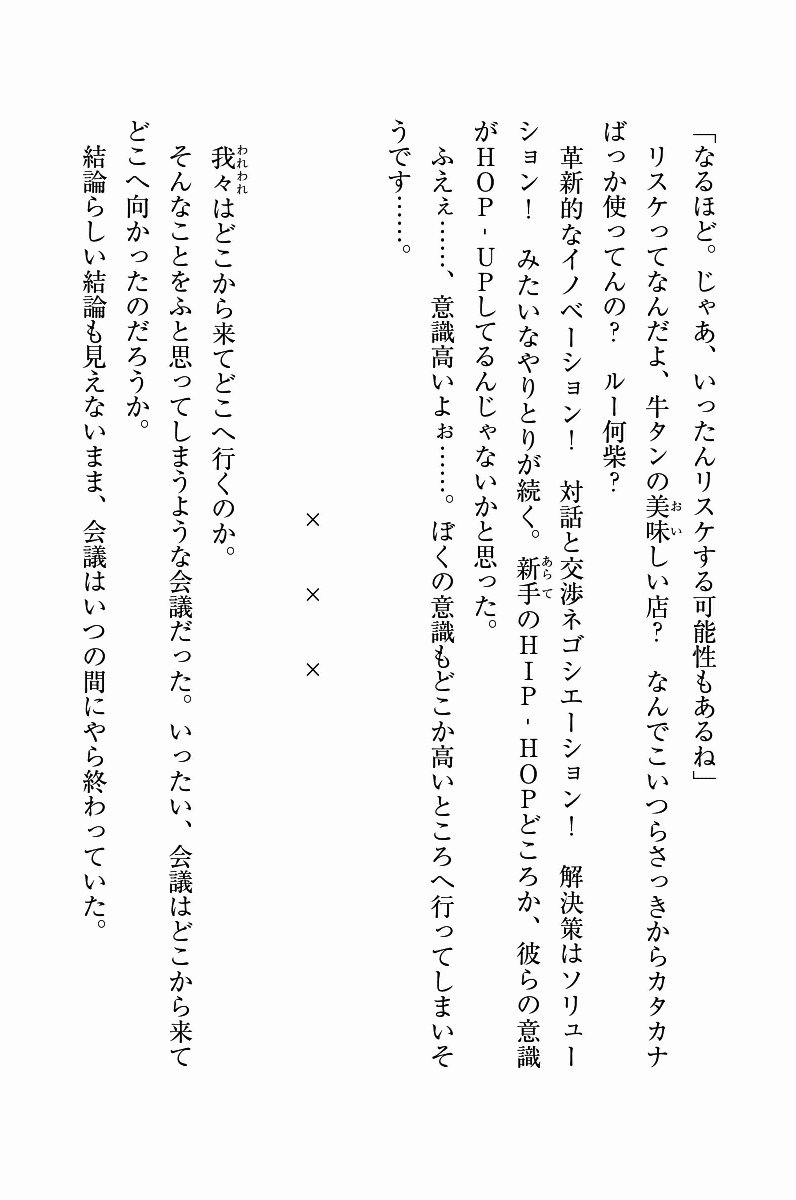 「なるほど。じゃあ、いったんリスケする可能性もあるね」
　リスケってなんだよ、牛タンの美味しい店？　なんでこいつらさっきからカタカナ
ばっか使ってんの？　ルー何柴？
　革新的なイノベーション！　対話と交渉ネゴシエーション！　解決策はソリュー
ション！　みたいなやりとりが続く。新手のHIP-HOPどころか、彼らの意識
がHOP-UPしてるんじゃないかと思った。
　ふえぇ……、意識高いよぉ……。ぼくの意識もどこか高いところへ行ってしまいそ
うです……。
×　×　×
　我々はどこから来てどこへ行くのか。
　そんなことをふと思ってしまうような会議だった。いったい、会議はどこから来て
どこへ向かったのだろうか。
　結論らしい結論も見えないまま、会議はいつの間にやら終わっていた。